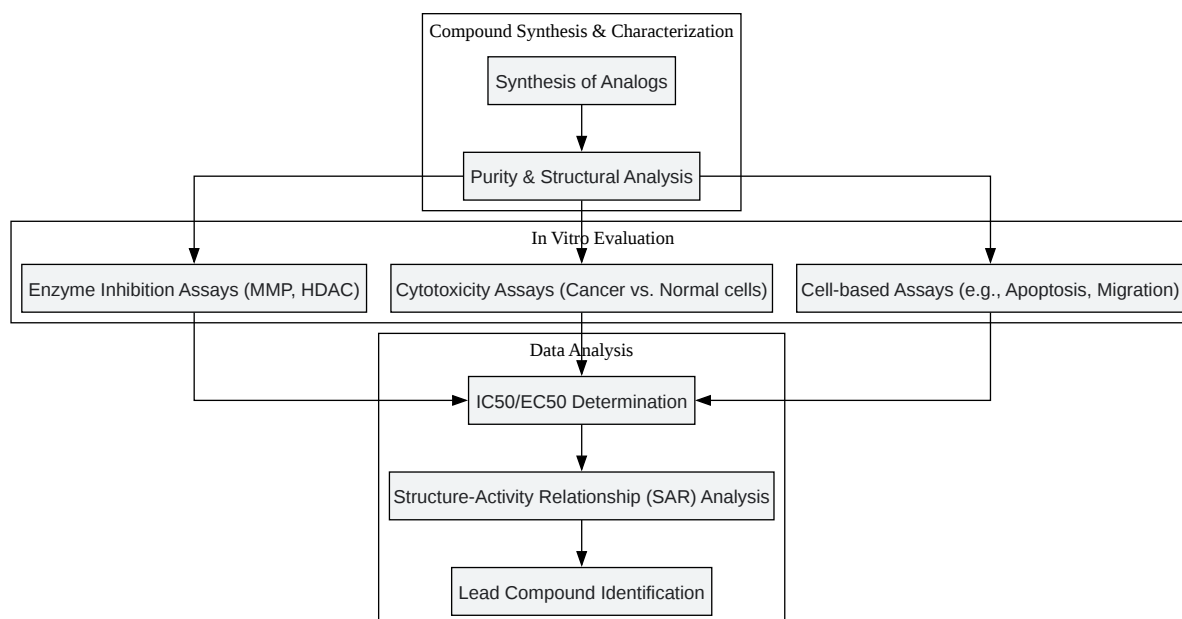 Compound Synthesis & Characterization
Synthesis of Analogs
Purity & Structural Analysis
In Vitro Evaluation
Enzyme Inhibition Assays (MMP, HDAC)
Cytotoxicity Assays (Cancer vs. Normal cells)
Cell-based Assays (e.g., Apoptosis, Migration)
Data Analysis
IC50/EC50 Determination
Structure-Activity Relationship (SAR) Analysis
Lead Compound Identification